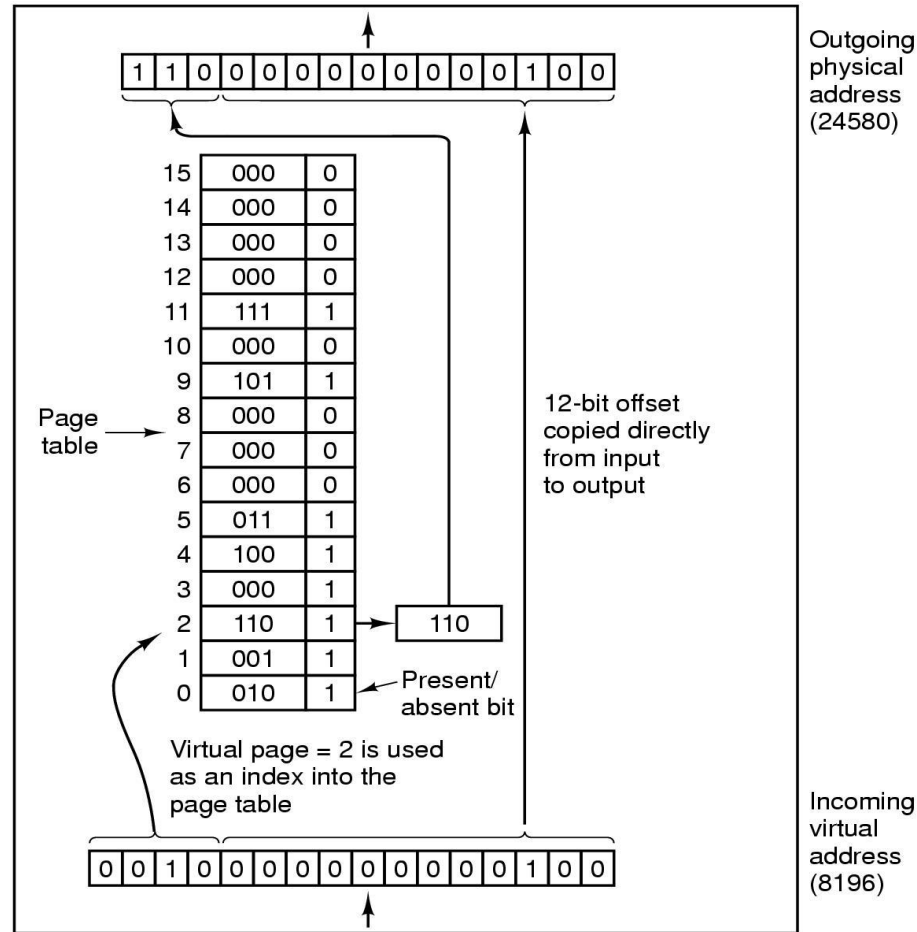 Outgoing
physical
address
(24580)
1 1 0 0 0 0 0 0 0 0 0 0 1 0 0
15 000 0
14 000 0
13 000 0
12 000 0
11 111 1
10 000 0
9 101 1
8 000 0
7 000 0
6 000 0
5 011 1
4 100 1
3 000 1
2 110 1 110
1 001 1
0 010 1
Page
table
12-bit offset
copied directly
from input
to output
Present/
absent bit
Virtual page = 2 is used
as an index into the
page table
0 0 1 0 0 0 0 0 0 0 0 0 0 1 0 0
Incoming
virtual
address
(8196)